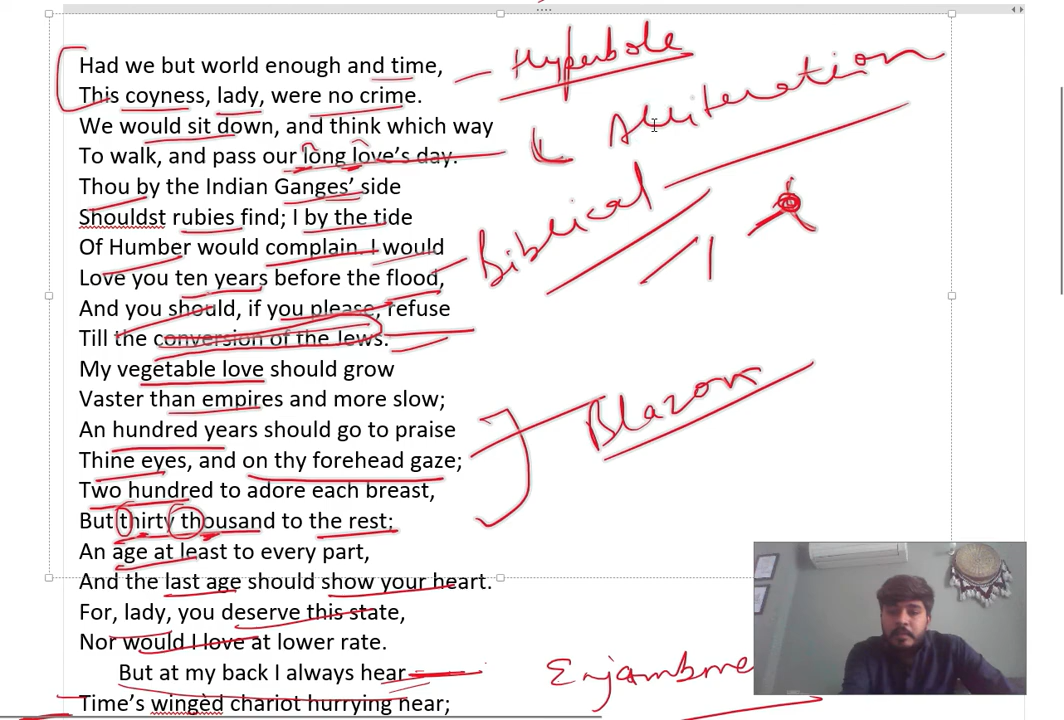 Had we but world enough and time,
Hyperbole
This coyness, lady, were no crime.
Alliteration
We would sit down, and think which way
To walk, and pass our long love's day.
Thou by the Indian Ganges' side
Shouldst rubies find; I by the tide
Of Humber would complain. I would
Biblical
Love you ten years before the flood,
And you should, if you please, refuse
Till the conversion of the Jews.
My vegetable love should grow
Vaster than empires and more slow;
Blazon
An hundred years should go to praise
Thine eyes, and on thy forehead gaze;
Two hundred to adore each breast,
But thirty thousand to the rest;
An age at least to every part,
And the last age should show your heart.
For, lady, you deserve this state,
Nor would I love at lower rate.
But at my back I always hear
Enjambme
Time's wingèd chariot hurrying near;